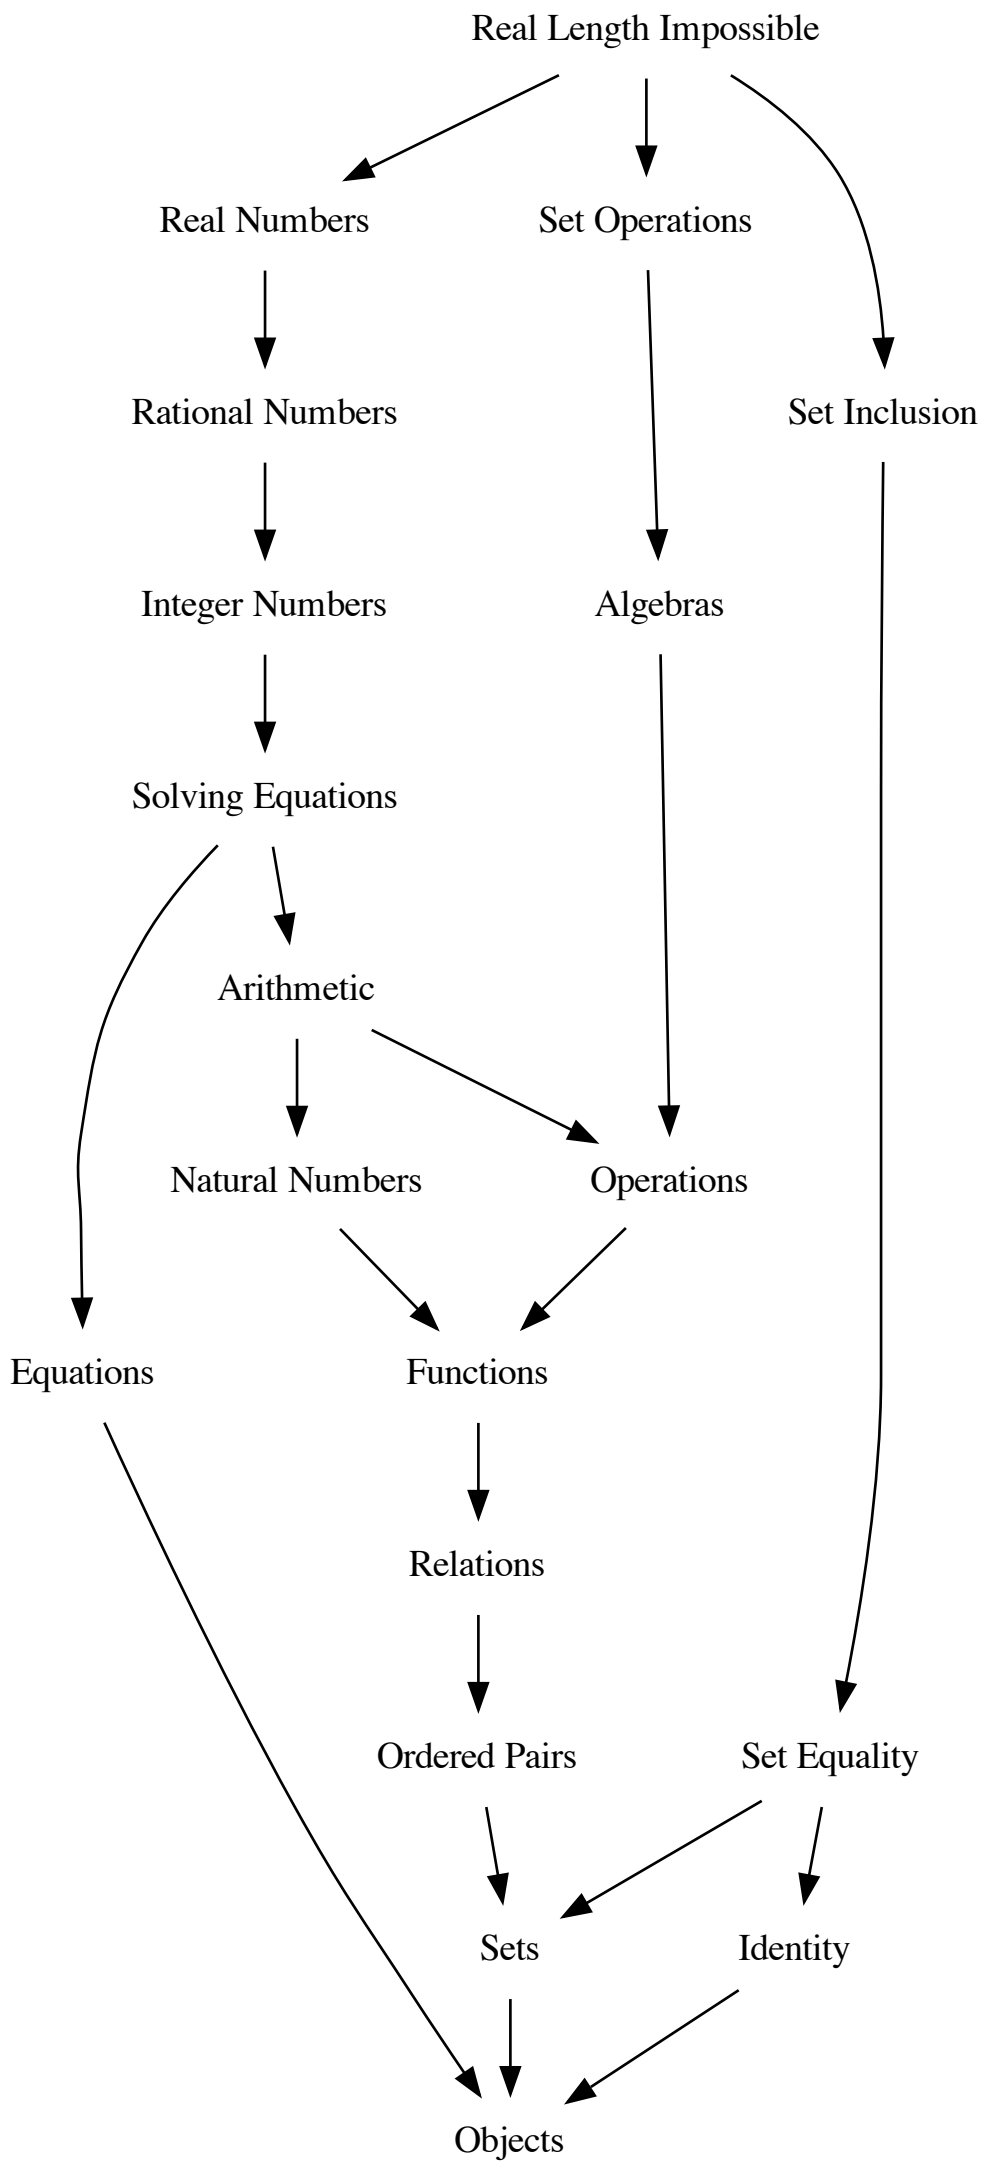 Real Length Impossible
Real Numbers
Set Operations
Rational Numbers
Set Inclusion
Integer Numbers
Algebras
Solving Equations
Arithmetic
Natural Numbers
Operations
Equations
Functions
Relations
Ordered Pairs
Set Equality
Sets
Identity
Objects